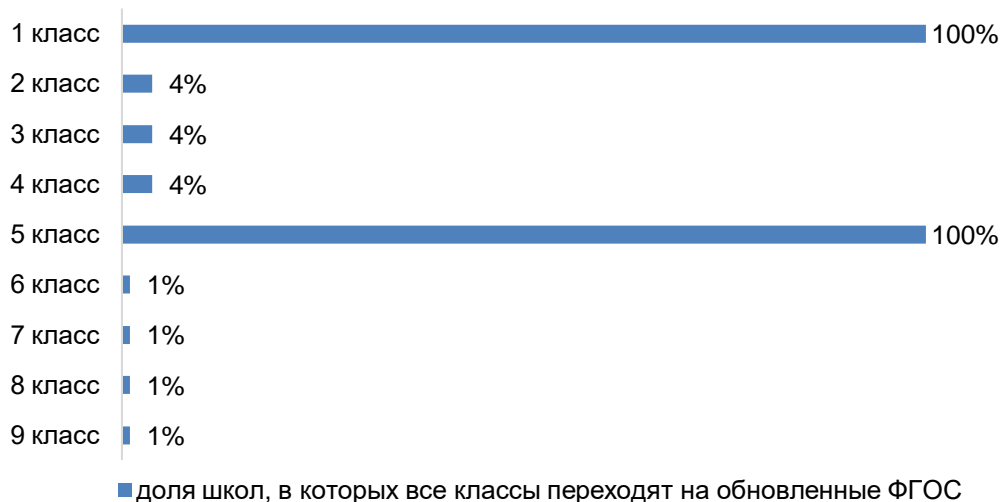 1 класс 100%
2 класс 4%
3 класс 4%
4 класс 4%
5 класс 100%
6 класс 1%
7 класс 1%
8 класс 1%
9 класс 1%
доля школ, в которых все классы переходят на обновленные ФГОС